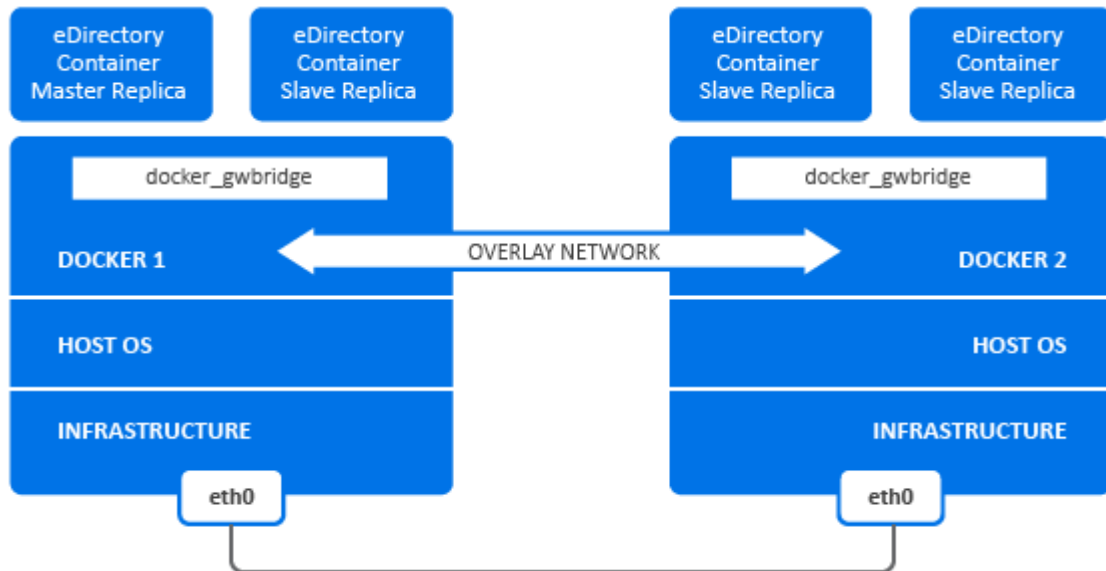 eDirectory
Container
Master Replica
eDirectory
Container
Slave Replica
eDirectory
Container
Slave Replica
eDirectory
Container
Slave Replica
docker_gwbridge
docker_gwbridge
DOCKER 1
OVERLAY NETWORK
DOCKER 2
HOST OS
HOST OS
INFRASTRUCTURE
INFRASTRUCTURE
eth0
eth0